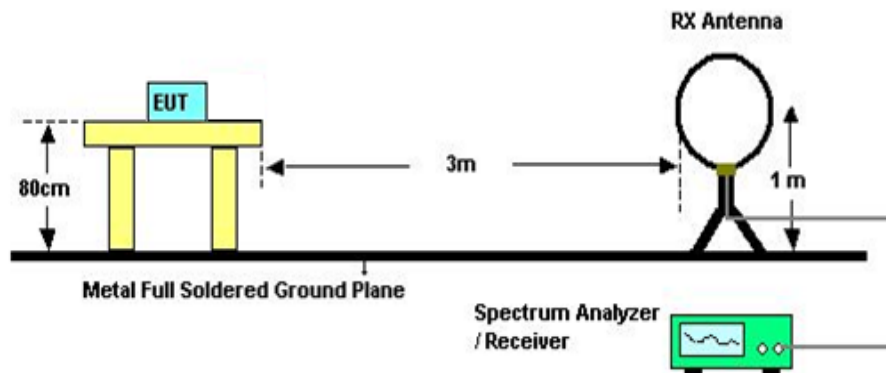 RX Antenna
EUT
3m
80cm
1 m
Metal Full Soldered Ground Plane
Spectrum Analyzer
/ Receiver